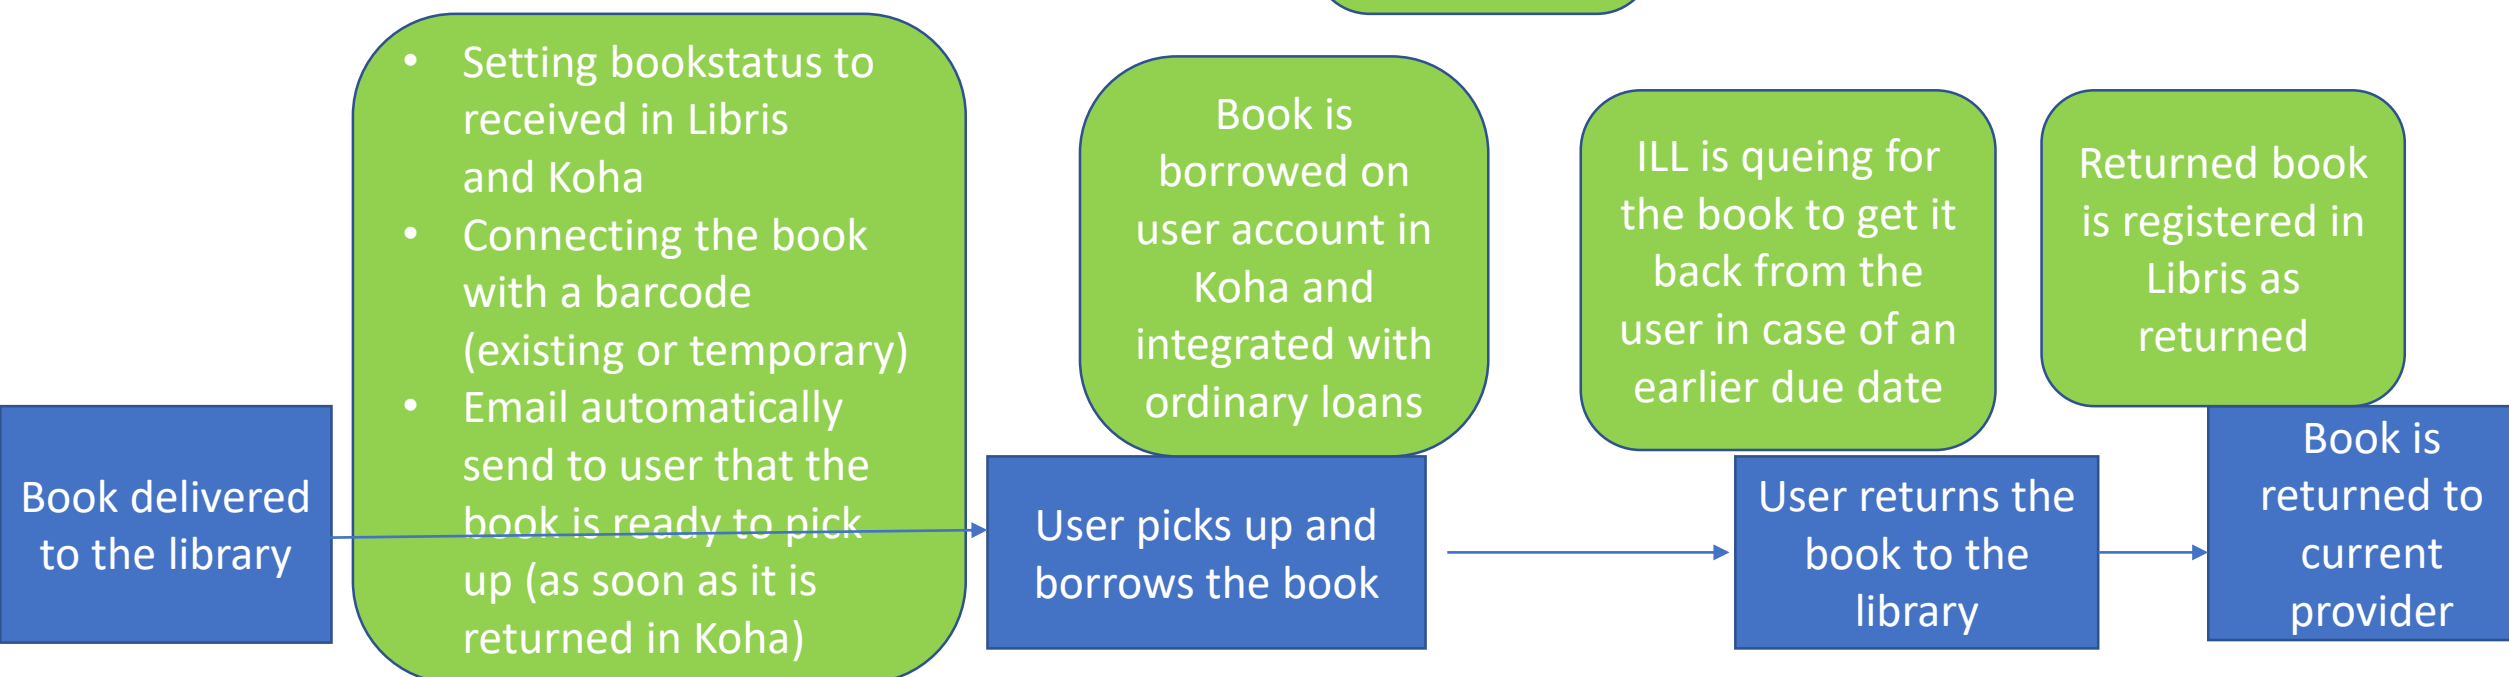 • Setting bookstatus to
received in Libris
and Koha
• Connecting the book
with a barcode
(existing or temporary)
• Email automatically
send to user that the
book is ready to pick
up (as soon as it is
returned in Koha)
Book is
borrowed on
user account in
Koha and
integrated with
ordinary loans
ILL is queing for
the book to get it
back from the
user in case of an
earlier due date
Returned book
is registered in
Libris as
returned
Book delivered
to the library
User picks up and
borrows the book
User returns the
book to the
library
Book is
returned to
current
provider